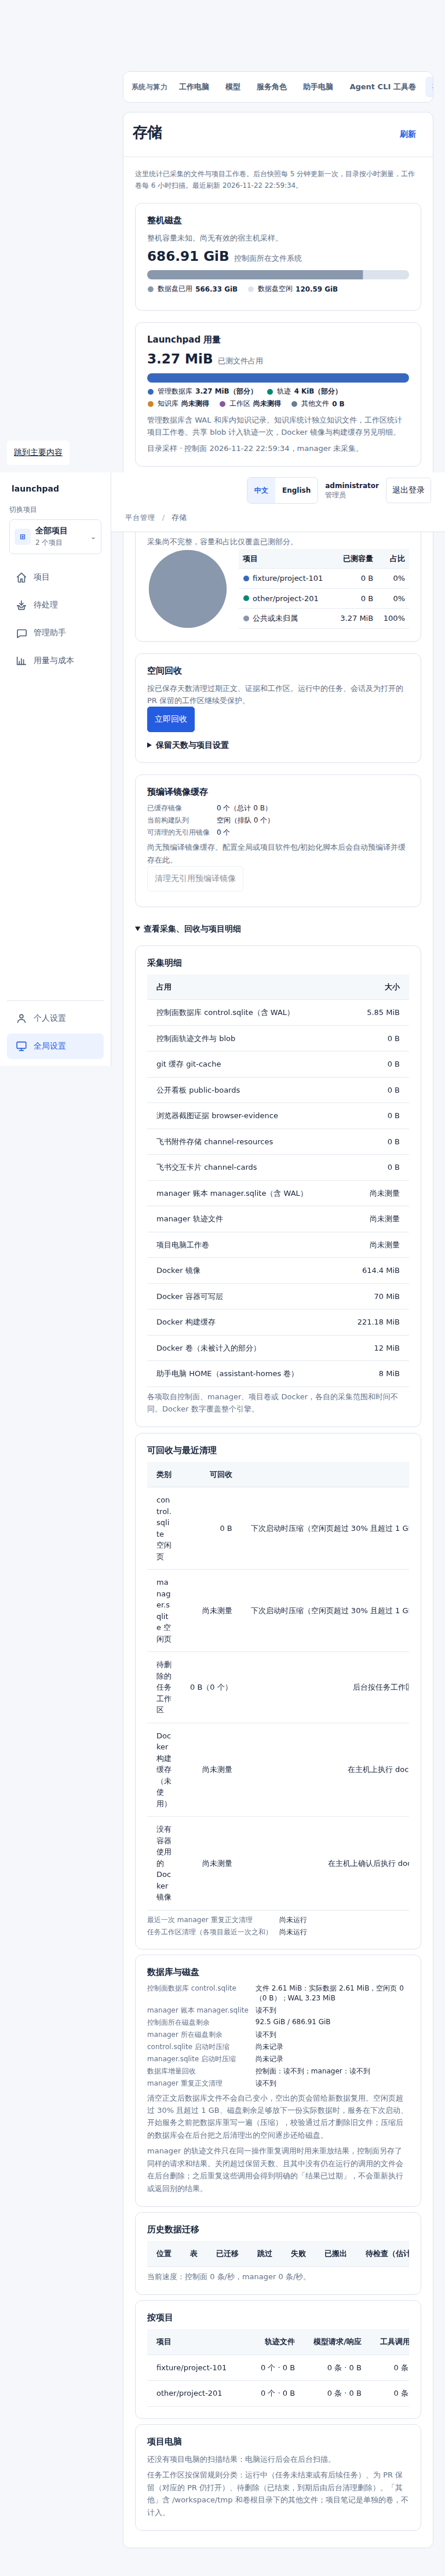 系统与算力 工作电脑 模型 服务角色 助手电脑 Agent CLI 工具卷
存储
刷新
这里统计已采集的文件与项目工作卷。后台快照每 5 分钟更新一次，目录按小时测量，工作
卷每 6 小时扫描。最近刷新 2026-11-22 22:59:34。
整机磁盘
整机容量未知。尚无有效的宿主机采样。
686.91 GiB 控制面所在文件系统
数据盘已用 566.33 GiB 数据盘空闲 120.59 GiB
Launchpad 用量
3.27 MiB 已测文件占用
管理数据库 3.27 MiB（部分） 轨迹 4 KiB（部分）
知识库 尚未测得 工作区 尚未测得 其他文件 0 B
管理数据库含 WAL 和库内知识记录。知识库统计独立知识文件，工作区统计
项目工作卷。共享 blob 计入轨迹一次，Docker 镜像与构建缓存另见明细。
目录采样 · 控制面 2026-11-22 22:59:34，manager 未采集。
跳到主要内容
launchpad
切换项目
全部项目
2 个项目
项目
待处理
管理助手
用量与成本
个人设置
全局设置
中文 English
administrator
管理员
退出登录
平台管理 / 存储
采集尚不完整，容量和占比仅覆盖已测部分。
项目 已测容量 占比
fixture/project-101 0 B 0%
other/project-201 0 B 0%
公共或未归属 3.27 MiB 100%
空间回收
按已保存天数清理过期正文、证据和工作区。运行中的任务、会话及为打开的
PR 保留的工作区继续受保护。
立即回收
保留天数与项目设置
预编译镜像缓存
已缓存镜像 0 个（总计 0 B）
当前构建队列 空闲（排队 0 个）
可清理的无引用镜像 0 个
尚无预编译镜像缓存。配置全局或项目软件包/初始化脚本后会自动预编译并缓
存在此。
清理无引用预编译镜像
查看采集、回收与项目明细
采集明细
占用 大小
控制面数据库 control.sqlite（含 WAL） 5.85 MiB
控制面轨迹文件与 blob 0 B
git 缓存 git-cache 0 B
公开看板 public-boards 0 B
浏览器截图证据 browser-evidence 0 B
飞书附件存储 channel-resources 0 B
飞书交互卡片 channel-cards 0 B
manager 账本 manager.sqlite（含 WAL） 尚未测量
manager 轨迹文件 尚未测量
项目电脑工作卷 尚未测量
Docker 镜像 614.4 MiB
Docker 容器可写层 70 MiB
Docker 构建缓存 221.18 MiB
Docker 卷（未被计入的部分） 12 MiB
助手电脑 HOME（assistant-homes 卷） 8 MiB
各项取自控制面、manager、项目卷或 Docker，各自的采集范围和时间不
同。Docker 数字覆盖整个引擎。
可回收与最近清理
类别 可回收
con
trol.
sqli
te
空闲
页
0 B 下次启动时压缩（空闲页超过 30% 且超过 1 G
ma
nag
er.s
qlit
e 空
闲页
尚未测量 下次启动时压缩（空闲页超过 30% 且超过 1 G
待删
除的
任务
工作
区
0 B（0 个） 后台按任务工作
Doc
ker
构建
缓存
（未
使
用）
尚未测量 在主机上执行 doc
没有
容器
使用
的
Doc
ker
镜像
尚未测量 在主机上确认后执行 do
最近一次 manager 重复正文清理 尚未运行
任务工作区清理（各项目最近一次之和） 尚未运行
数据库与磁盘
控制面数据库 control.sqlite 文件 2.61 MiB；实际数据 2.61 MiB，空闲页 0
（0 B）；WAL 3.23 MiB
manager 账本 manager.sqlite 读不到
控制面所在磁盘剩余 92.5 GiB / 686.91 GiB
manager 所在磁盘剩余 读不到
control.sqlite 启动时压缩 尚未记录
manager.sqlite 启动时压缩 尚未记录
数据库增量回收 控制面：读不到；manager：读不到
manager 重复正文清理 读不到
清空正文后数据库文件不会自己变小，空出的页会留给新数据复用。空闲页超
过 30% 且超过 1 GB、磁盘剩余足够放下一份实际数据时，服务在下次启动、
开始服务之前把数据库重写一遍（压缩），校验通过后才删除旧文件；压缩后
的数据库会在后台把之后清理出的空间逐步还给磁盘。
manager 的轨迹文件只在同一操作重复调用时用来重放结果，控制面另存了
同样的请求和结果。关闭超过保留天数、且其中没有仍在运行的调用的文件会
在后台删除；之后重复这些调用会得到明确的「结果已过期」，不会重新执行
或返回别的结果。
历史数据迁移
位置 表 已迁移 跳过 失败 已搬出 待检查（估计
当前速度：控制面 0 条/秒，manager 0 条/秒。
按项目
项目 轨迹文件 模型请求/响应 工具调用
fixture/project-101 0 个 · 0 B 0 条 · 0 B 0 条
other/project-201 0 个 · 0 B 0 条 · 0 B 0 条
项目电脑
还没有项目电脑的扫描结果：电脑运行后会在后台扫描。
任务工作区按保留规则分类：运行中（任务未结束或有后续任务）、为 PR 保
留（对应的 PR 仍打开）、待删除（已结束，到期后由后台清理删除）。「其
他」含 /workspace/tmp 和卷根目录下的其他文件；项目笔记是单独的卷，不
计入。